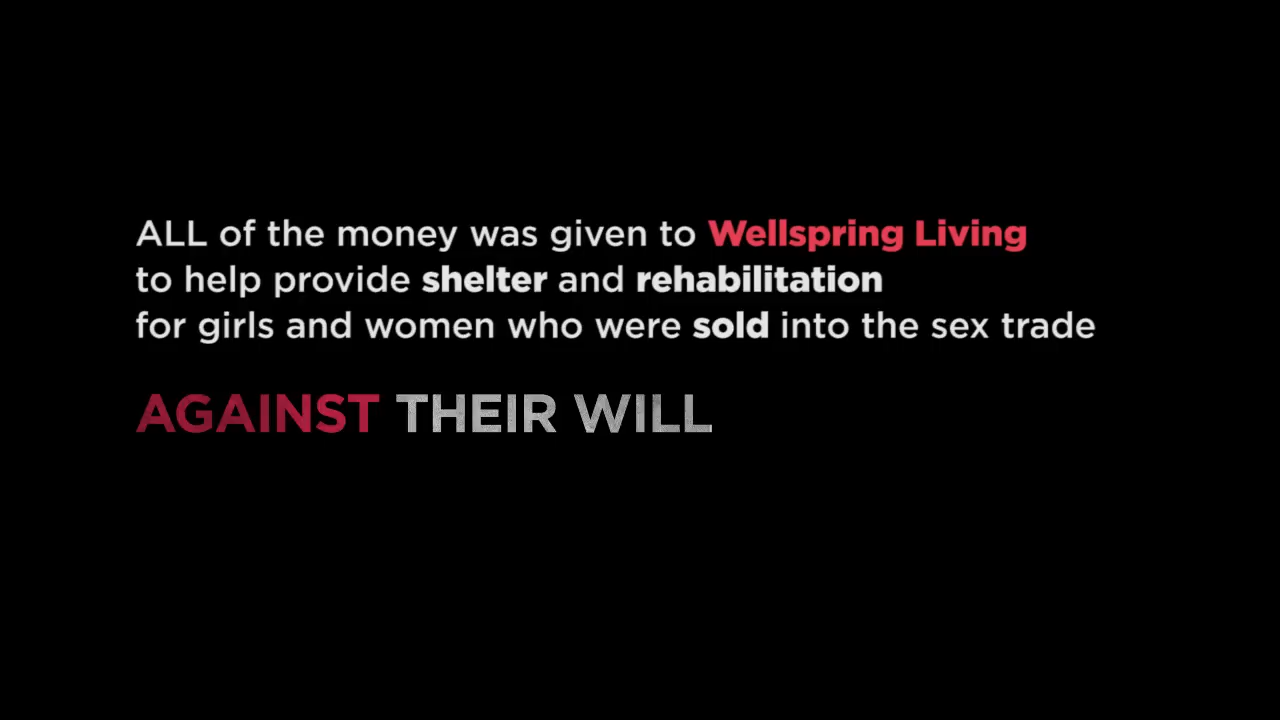 ALL of the money was given to Wellspring Living
to help provide shelter and rehabilitation
for girls and women who were sold into the sex trade
AGAINST THEIR WILL